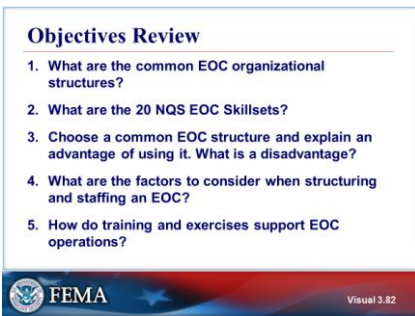 Objectives Review
1. What are the common EOC organizational
structures?
2. What are the 20 NQS EOC Skillsets?
3. Choose a common EOC structure and explain an
advantage of using it. What is a disadvantage?
4. What are the factors to consider when structuring
and staffing an EOC?
5. How do training and exercises support EOC
operations?
FEMA
Visual 3.82